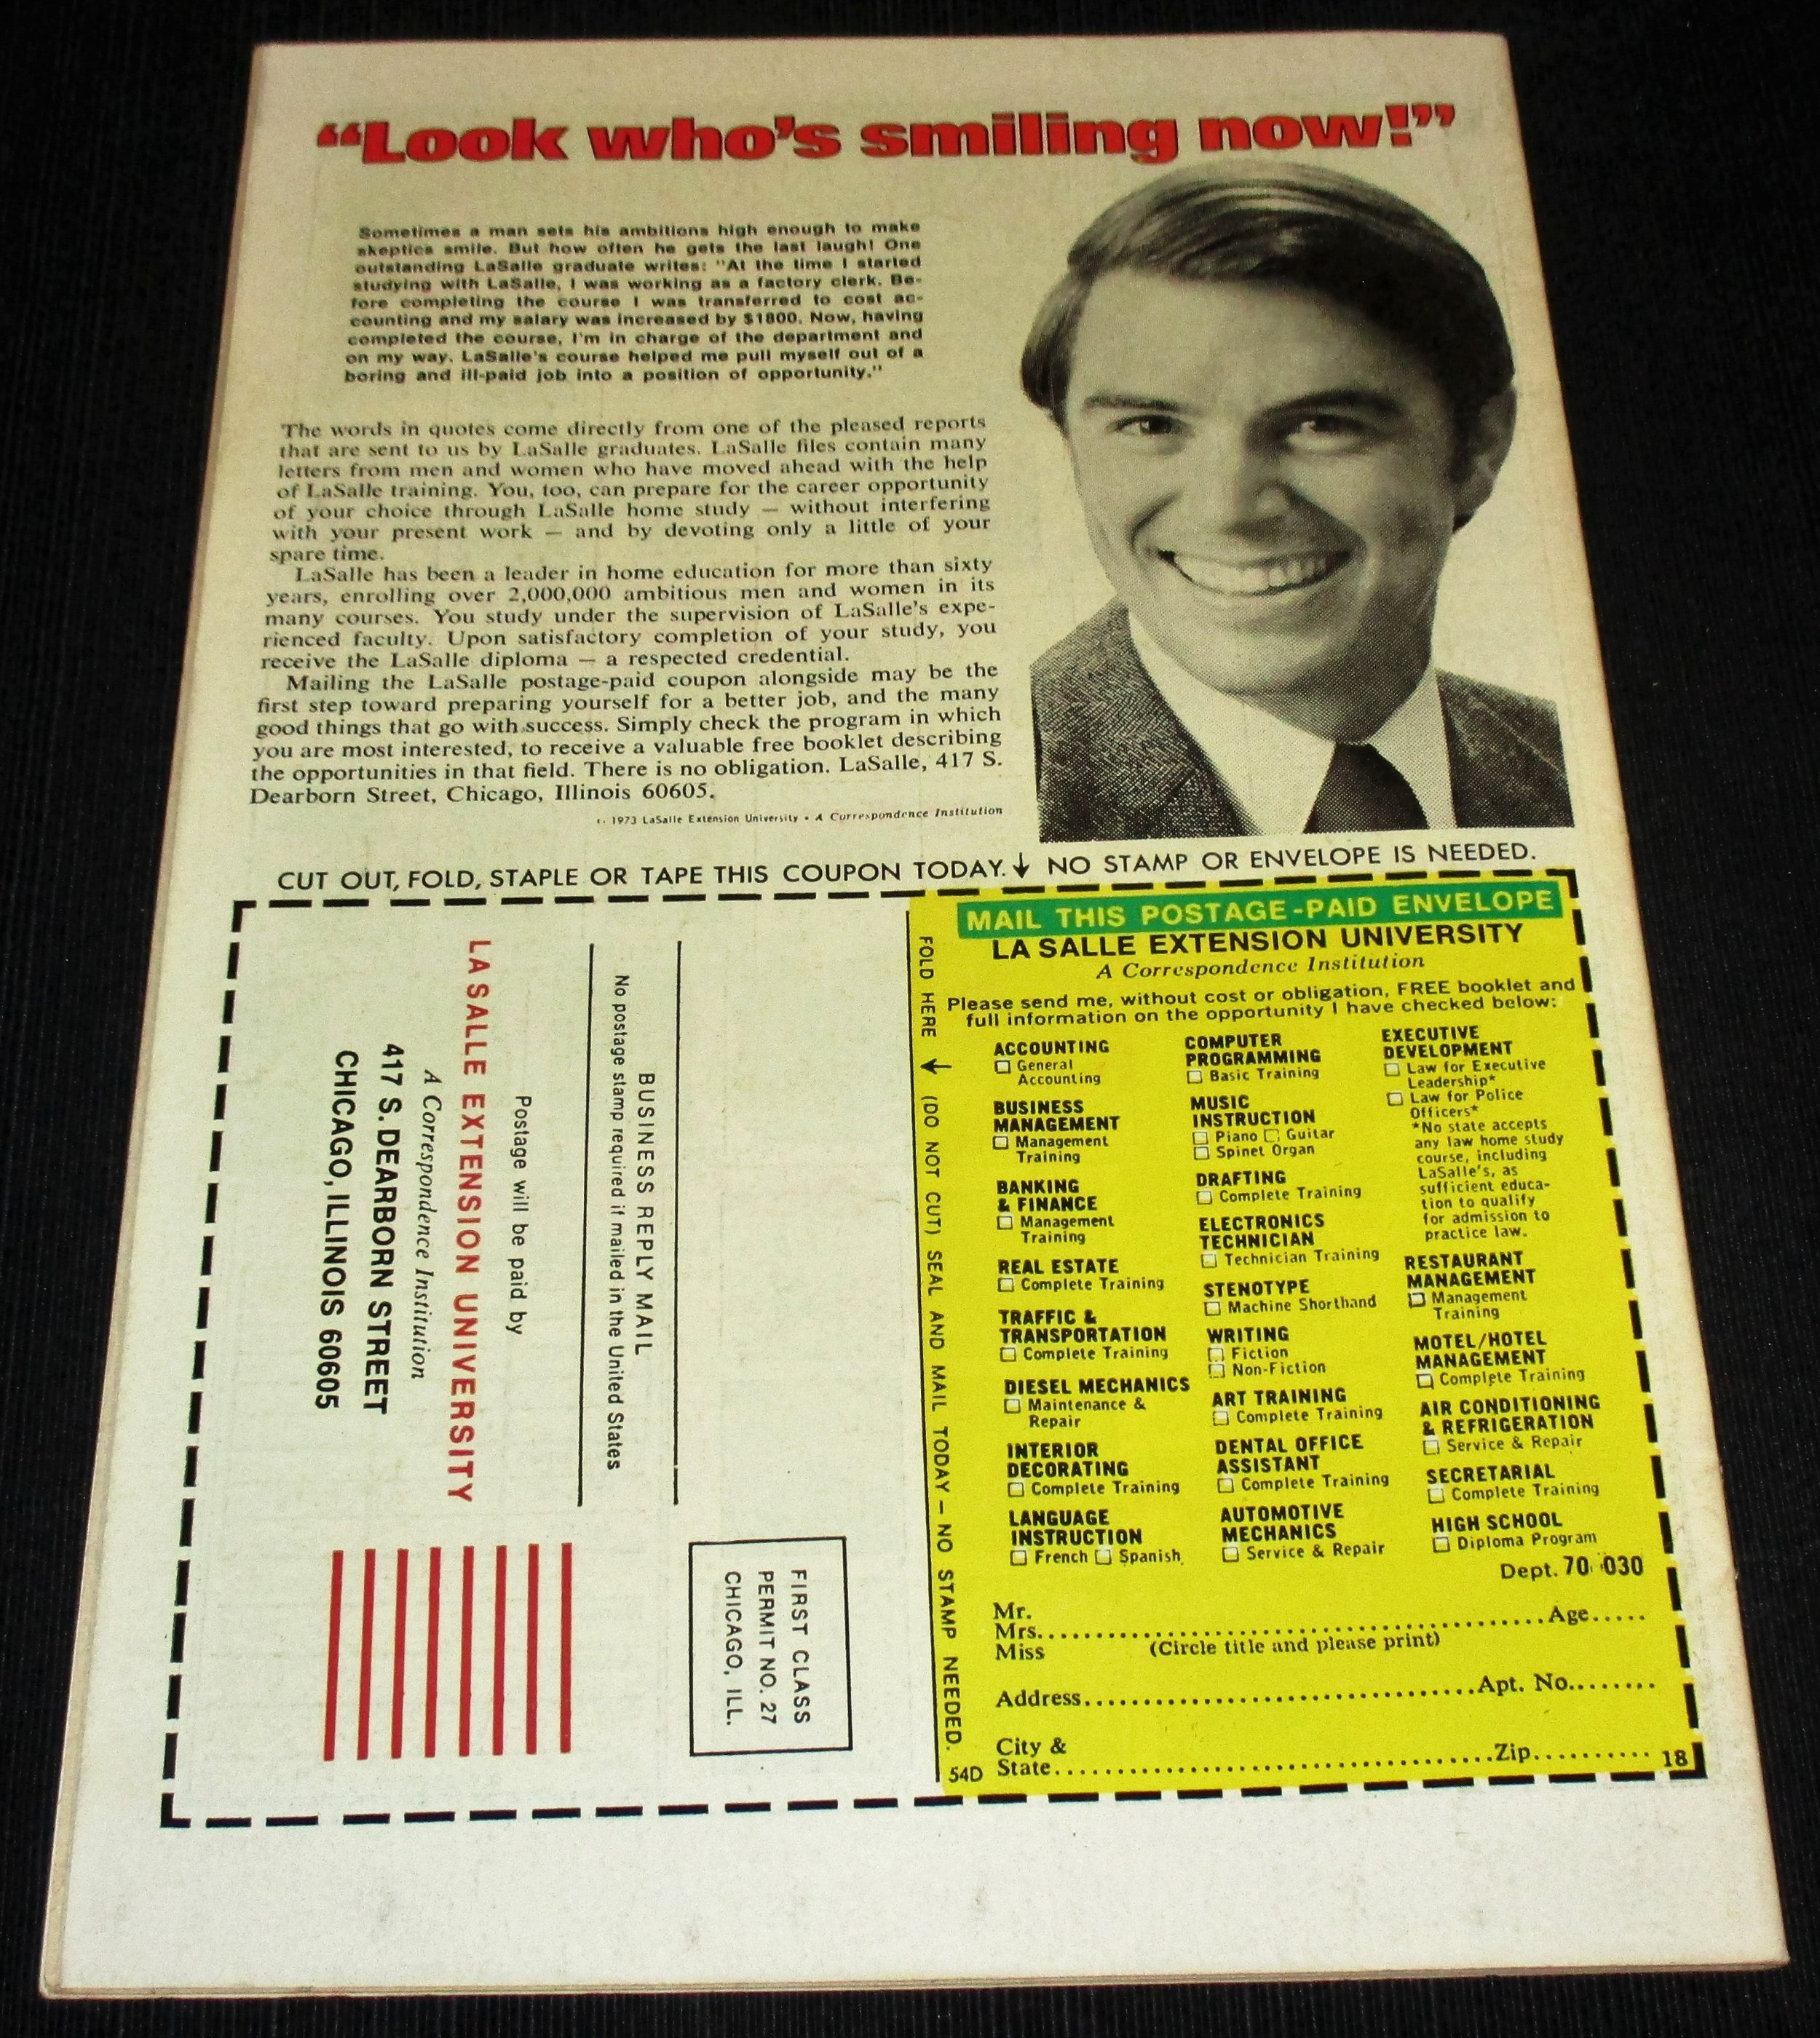 “Look who's smiling now!”
Sometimes a man sets his ambitions high enough to make
skeptics smile. But how often he gets the last laugh! One
outstanding LaSalle graduate writes: "At the time I started
studying with LaSalle, I was working as a factory clerk. Be-
fore completing the course I was transferred to cost ac-
counting and my salary was increased by $1800. Now, having
completed the course, I'm in charge of the department and
on my way. LaSalle's course helped me pull myself out of a
boring and ill-paid job into a position of opportunity."
The words in quotes come directly from one of the pleased reports
that are sent to us by LaSalle graduates. LaSalle files contain many
letters from men and women who have moved ahead with the help
of LaSalle training. You, too, can prepare for the career opportunity
of your choice through LaSalle home study — without interfering
with your present work — and by devoting only a little of your
spare time.
LaSalle has been a leader in home education for more than sixty
years, enrolling over 2,000,000 ambitious men and women in its
many courses. You study under the supervision of LaSalle's expe-
rienced faculty. Upon satisfactory completion of your study, you
receive the LaSalle diploma — a respected credential.
Mailing the LaSalle postage-paid coupon alongside may be the
first step toward preparing yourself for a better job, and the many
good things that go with success. Simply check the program in which
you are most interested, to receive a valuable free booklet describing
the opportunities in that field. There is no obligation. LaSalle, 417 S.
Dearborn Street, Chicago, Illinois 60605.
1973 LaSalle Extension University • A Correspondence Institution
CUT OUT, FOLD, STAPLE OR TAPE THIS COUPON TODAY. ↓ NO STAMP OR ENVELOPE IS NEEDED.
FIRST CLASS
PERMIT NO. 27
CHICAGO, ILL.
BUSINESS REPLY MAIL
No postage stamp required if mailed in the United States
Postage will be paid by
LA SALLE EXTENSION UNIVERSITY
A Correspondence Institution
417 S. DEARBORN STREET
CHICAGO, ILLINOIS 60605
FOLD HERE → (DO NOT CUT) SEAL AND MAIL TODAY — NO STAMP NEEDED.
MAIL THIS POSTAGE-PAID ENVELOPE
LA SALLE EXTENSION UNIVERSITY
A Correspondence Institution
Please send me, without cost or obligation, FREE booklet and
full information on the opportunity I have checked below:
ACCOUNTING
☐ General
Accounting
BUSINESS
MANAGEMENT
☐ Management
Training
BANKING
& FINANCE
☐ Management
Training
REAL ESTATE
☐ Complete Training
TRAFFIC &
TRANSPORTATION
☐ Complete Training
DIESEL MECHANICS
☐ Maintenance &
Repair
INTERIOR
DECORATING
☐ Complete Training
LANGUAGE
INSTRUCTION
☐ French ☐ Spanish
COMPUTER
PROGRAMMING
☐ Basic Training
MUSIC
INSTRUCTION
☐ Piano ☐ Guitar
☐ Spinet Organ
DRAFTING
☐ Complete Training
ELECTRONICS
TECHNICIAN
☐ Technician Training
STENOTYPE
☐ Machine Shorthand
WRITING
☐ Fiction
☐ Non-Fiction
ART TRAINING
☐ Complete Training
DENTAL OFFICE
ASSISTANT
☐ Complete Training
AUTOMOTIVE
MECHANICS
☐ Service & Repair
EXECUTIVE
DEVELOPMENT
☐ Law for Executive
Leadership*
☐ Law for Police
Officers*
*No state accepts
any law home study
course, including
LaSalle's, as
sufficient educa-
tion to qualify
for admission to
practice law.
RESTAURANT
MANAGEMENT
☐ Management
Training
MOTEL/HOTEL
MANAGEMENT
☐ Complete Training
AIR CONDITIONING
& REFRIGERATION
☐ Service & Repair
SECRETARIAL
☐ Complete Training
HIGH SCHOOL
☐ Diploma Program
Dept. 70 030
Mr.
Mrs. Age
Miss (Circle title and please print)
Address Apt. No.
City &
State Zip
54D 18